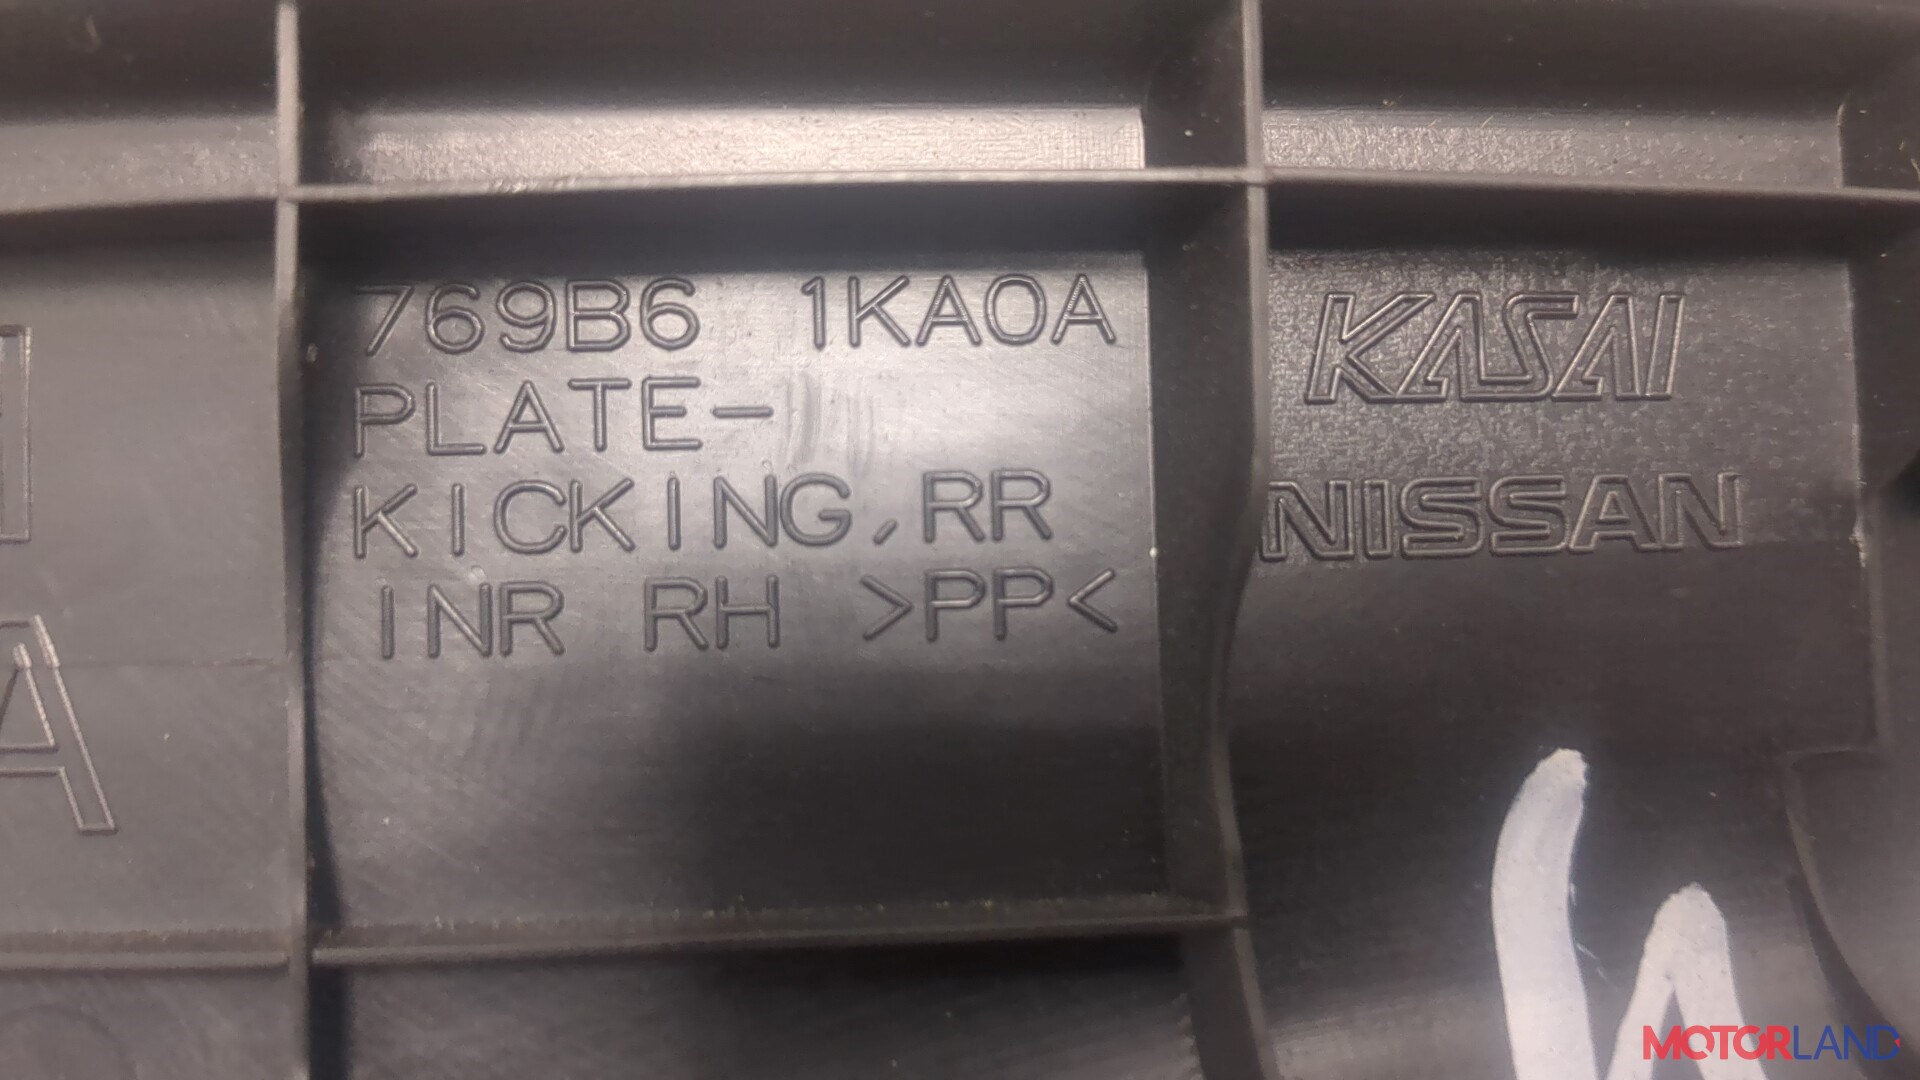 769B6 1KA0A
PLATE-
KICKING,RR
INR RH >PP<
KASAI
NISSAN
A
MOTORLAND